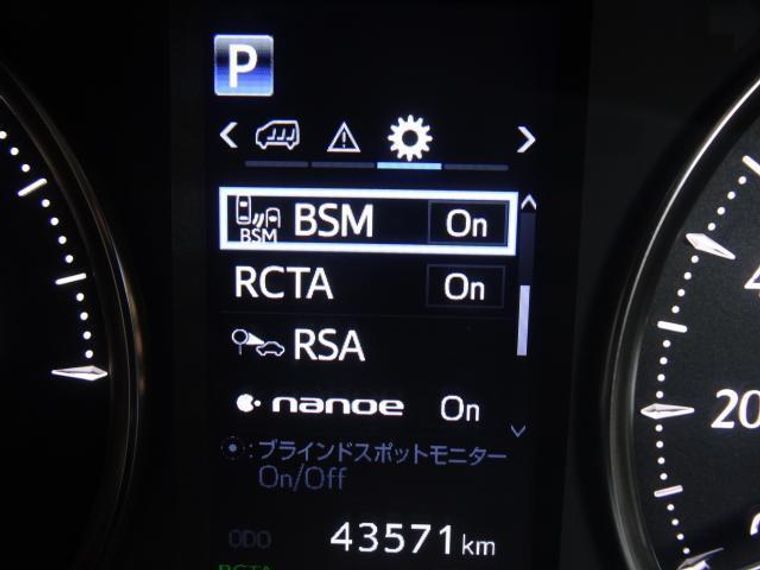 P
BSM BSM On
RCTA On
RSA
nanoe On
:ブラインドスポットモニター
On/Off
ODO 43571 km
RCTA
20